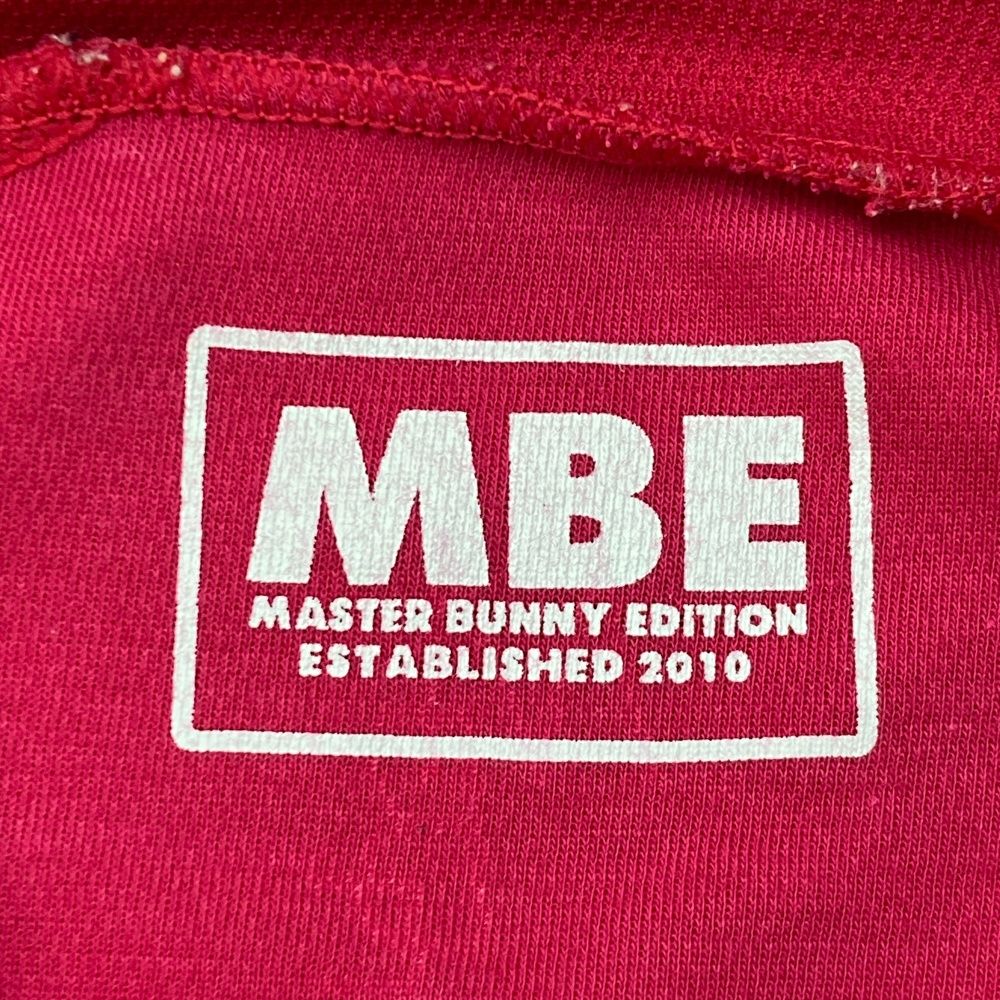 MBE
MASTER BUNNY EDITION
ESTABLISHED 2010